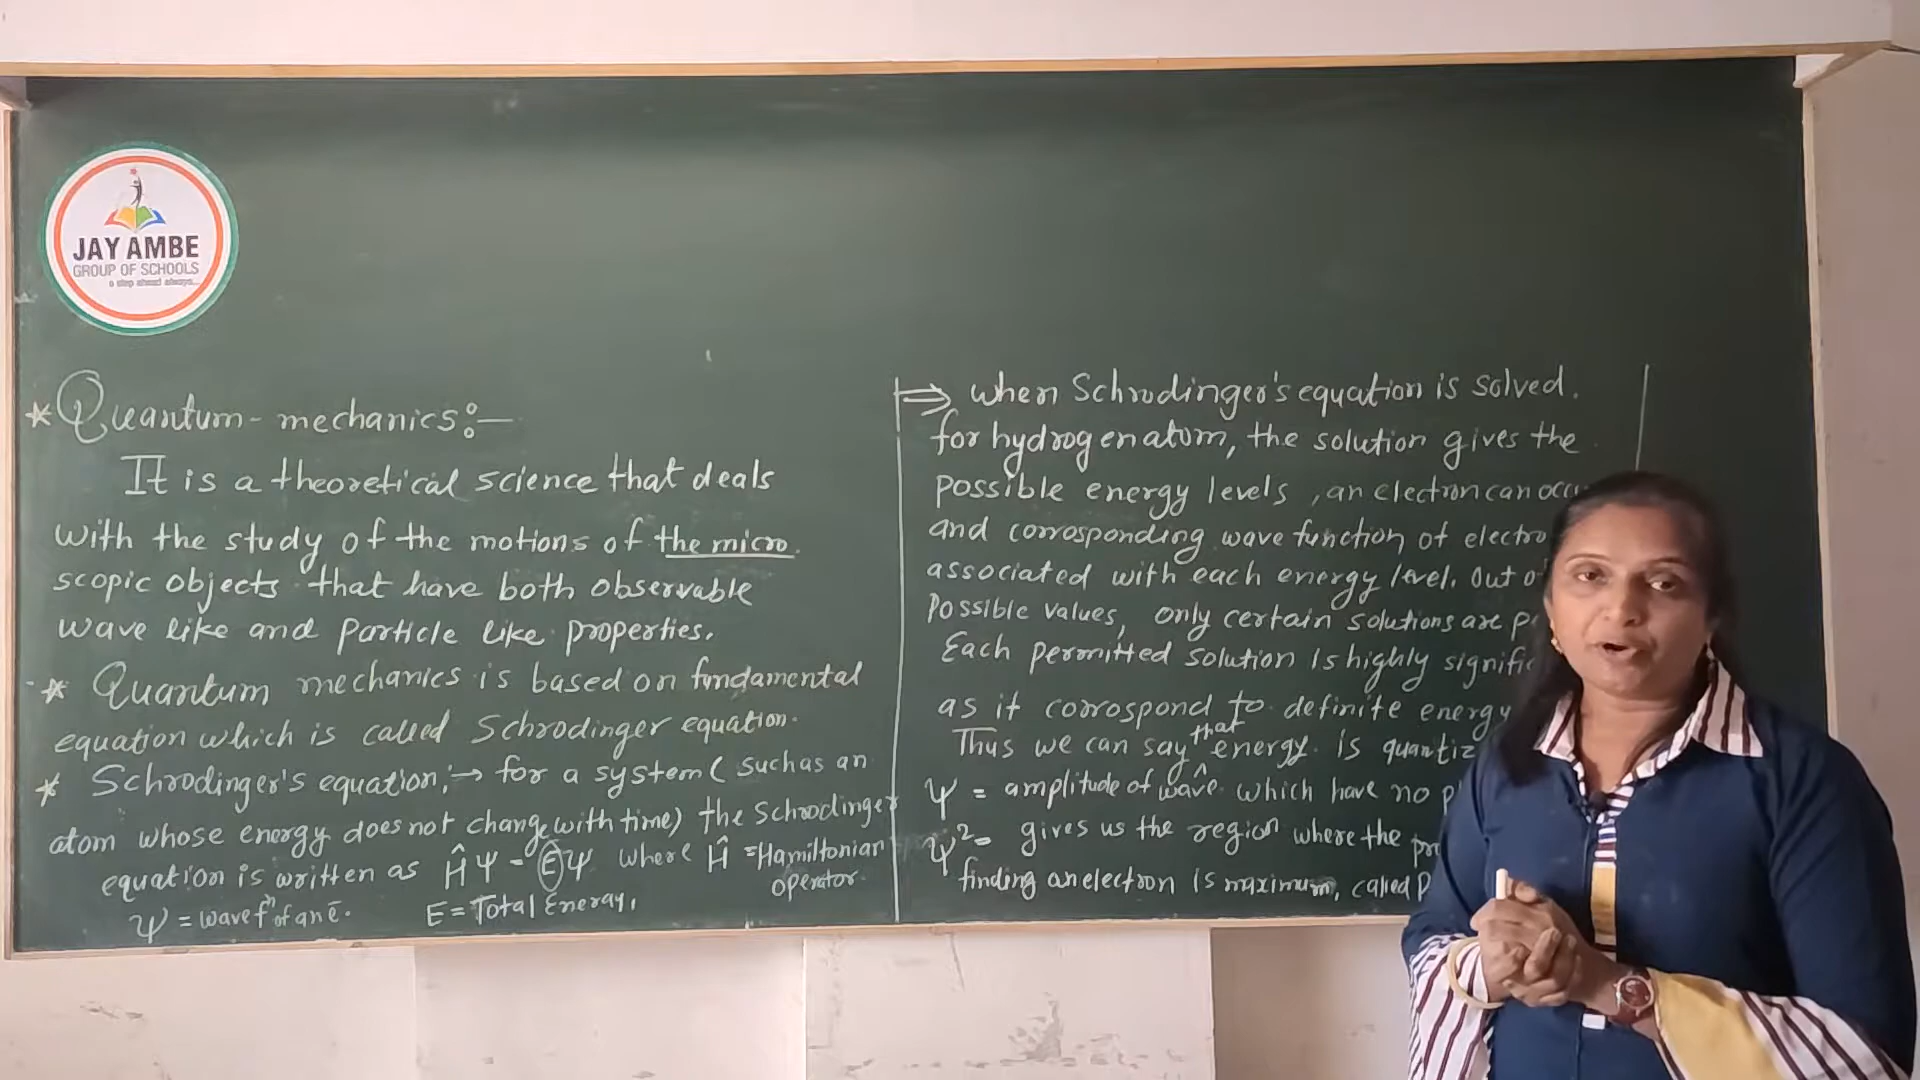 JAY AMBE
GROUP OF SCHOOLS
a step ahead always...
* Quantum-mechanics:-
It is a theoretical science that deals
with the study of the motions of the micro
scopic objects that have both observable
wave like and particle like properties.
* Quantum mechanics is based on fundamental
equation which is called Schrodinger equation.
* Schrodinger's equation:→ for a system (such as an
atom whose energy does not change with time) the Schrodinger
equation is written as Ĥψ = Eψ where Ĥ = Hamiltonian
operator.
ψ = wave fⁿ of an ē. E = Total Energy.
⇒ when Schrodinger's equation is solved.
for hydrogen atom, the solution gives the
possible energy levels, an electron can
and corrosponding wave function of
associated with each energy level. Out
Possible values, only certain solutions are
Each permitted solution is highly
as it corrospond to definite energy
Thus we can say that energy is
ψ = amplitude of wave which have no
ψ² = gives us the region where the
finding an electron is maximum, called